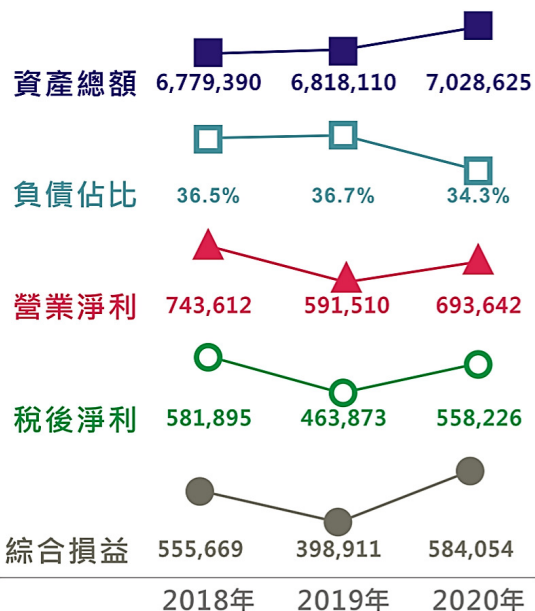 資產總額 6,779,390 6,818,110 7,028,625
負債佔比 36.5% 36.7% 34.3%
營業淨利 743,612 591,510 693,642
稅後淨利 581,895 463,873 558,226
綜合損益 555,669 398,911 584,054
2018年 2019年 2020年